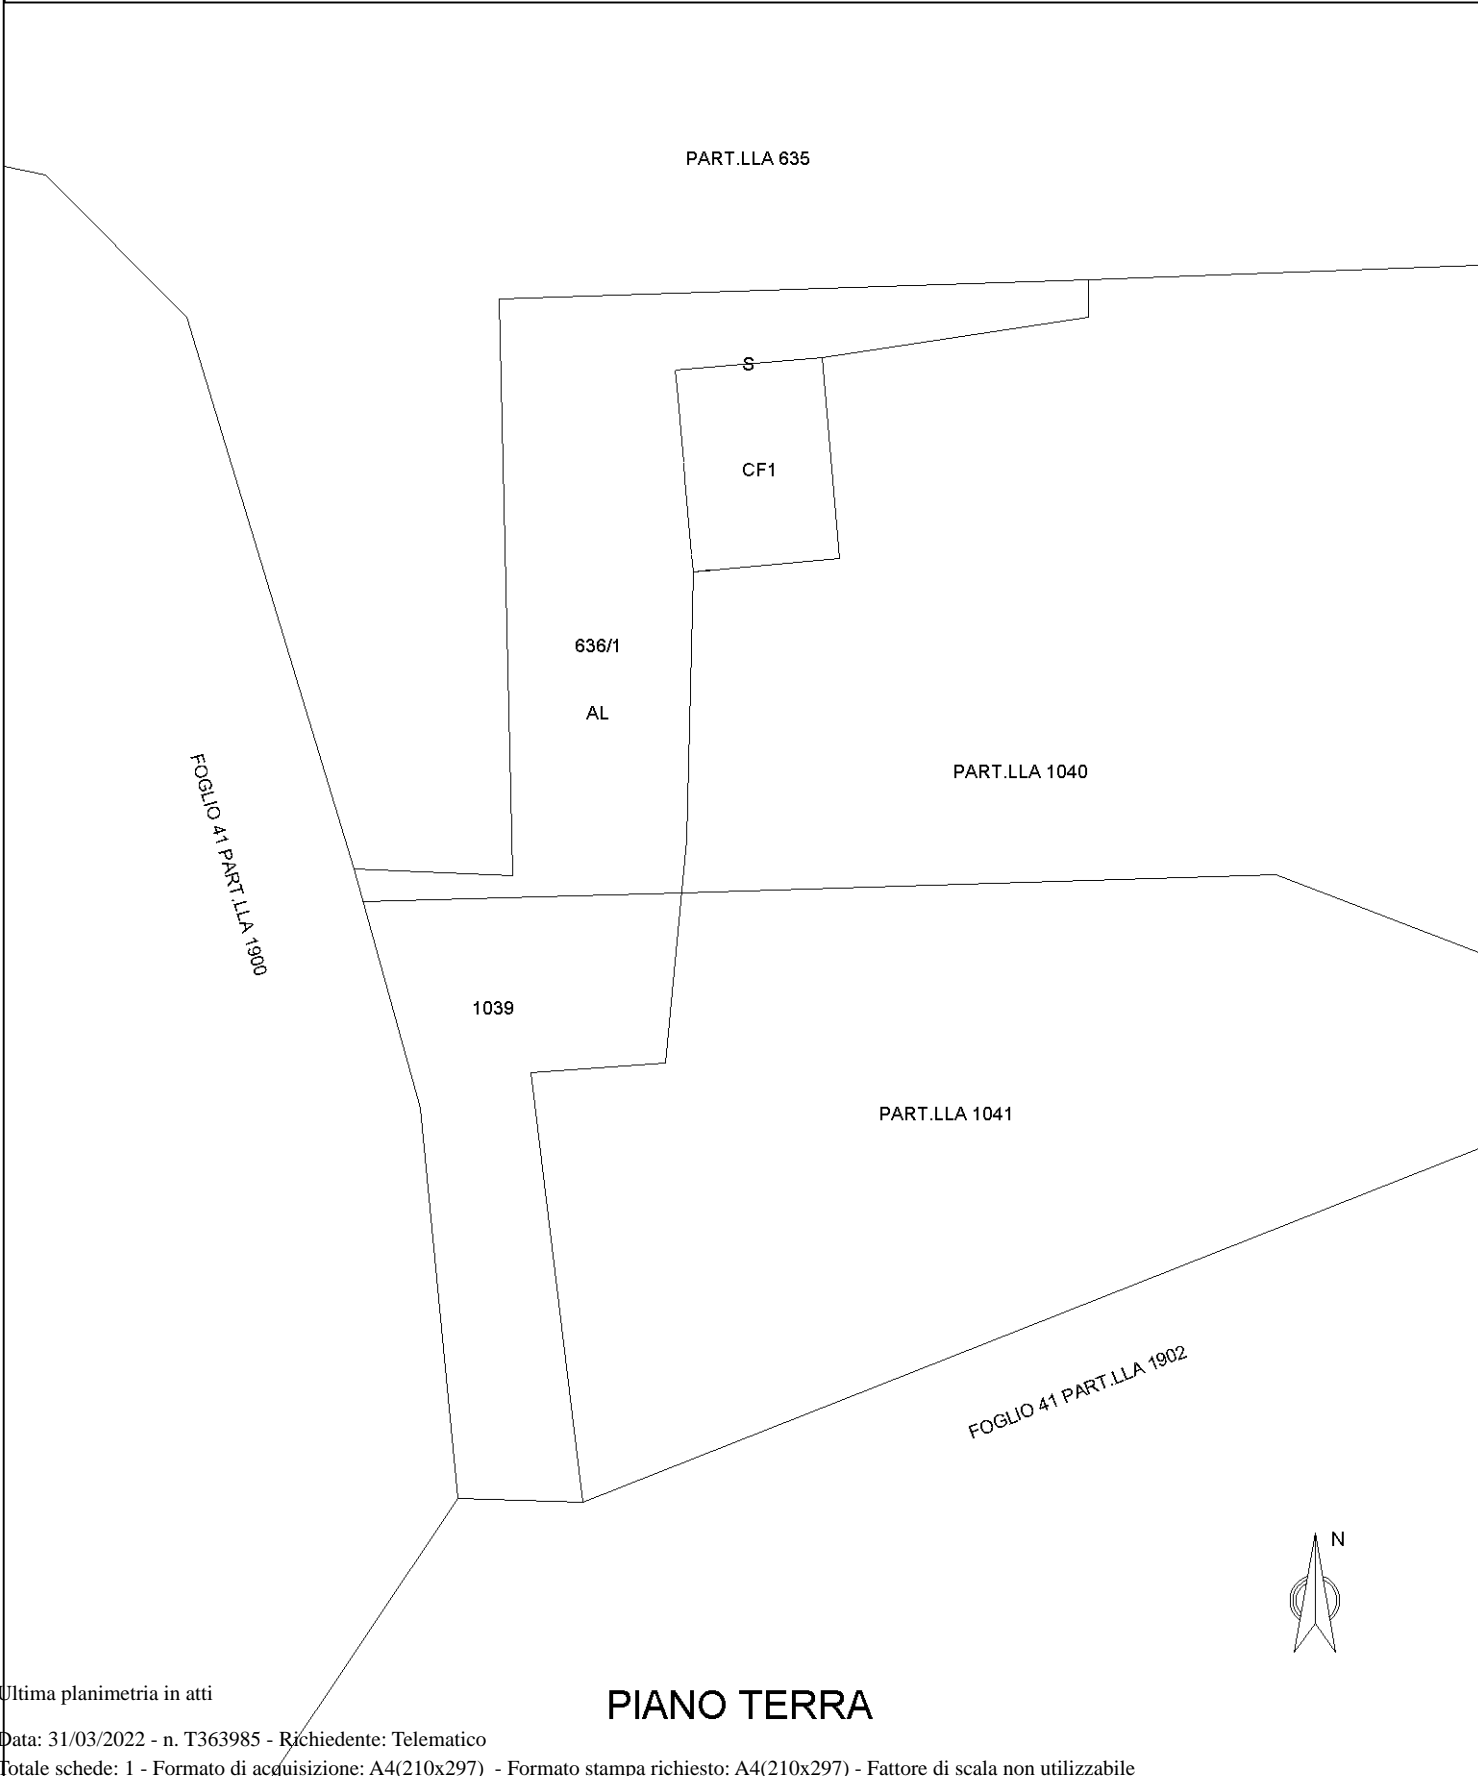 PART.LLA 635
S
CF1
636/1
AL
PART.LLA 1040
FOGLIO 41 PART.LLA 1900
1039
PART.LLA 1041
FOGLIO 41 PART.LLA 1902
N
PIANO TERRA
Ultima planimetria in atti
Data: 31/03/2022 - n. T363985 - Richiedente: Telematico
Totale schede: 1 - Formato di acquisizione: A4(210x297) - Formato stampa richiesto: A4(210x297) - Fattore di scala non utilizzabile